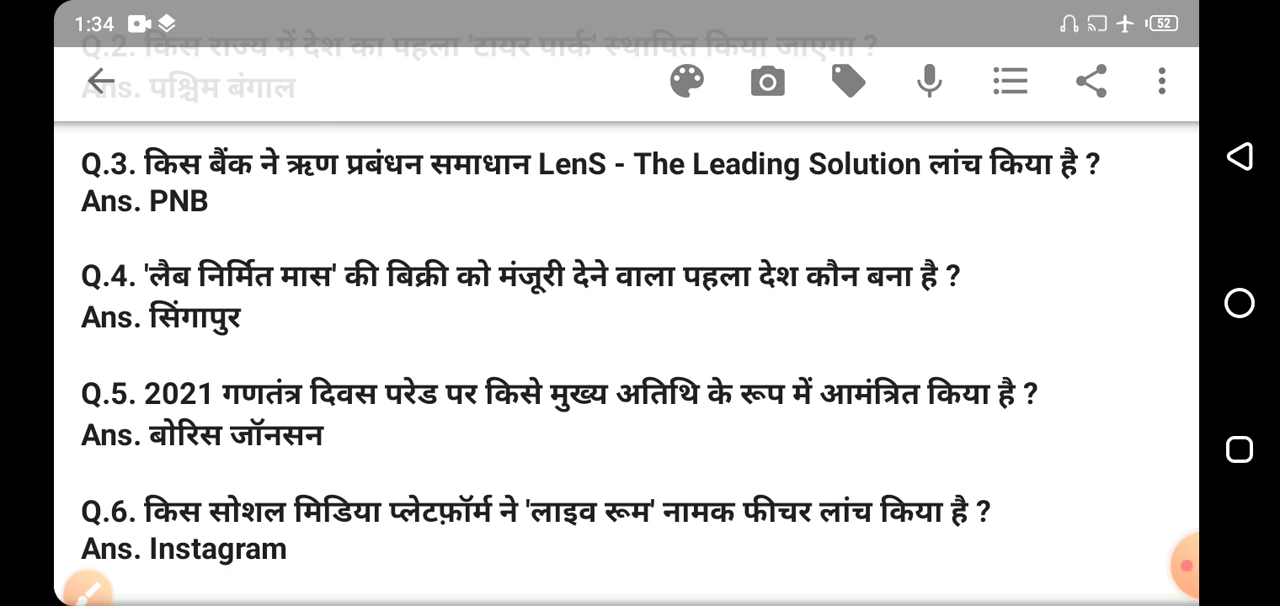 1:34
52
Q.2. किस राज्य में देश का पहला 'टायर पार्क' स्थापित किया जाएगा ?
Ans. पश्चिम बंगाल
Q.3. किस बैंक ने ऋण प्रबंधन समाधान LenS - The Leading Solution लांच किया है ?
Ans. PNB
Q.4. 'लैब निर्मित मास' की बिक्री को मंजूरी देने वाला पहला देश कौन बना है ?
Ans. सिंगापुर
Q.5. 2021 गणतंत्र दिवस परेड पर किसे मुख्य अतिथि के रूप में आमंत्रित किया है ?
Ans. बोरिस जॉनसन
Q.6. किस सोशल मिडिया प्लेटफ़ॉर्म ने 'लाइव रूम' नामक फीचर लांच किया है ?
Ans. Instagram